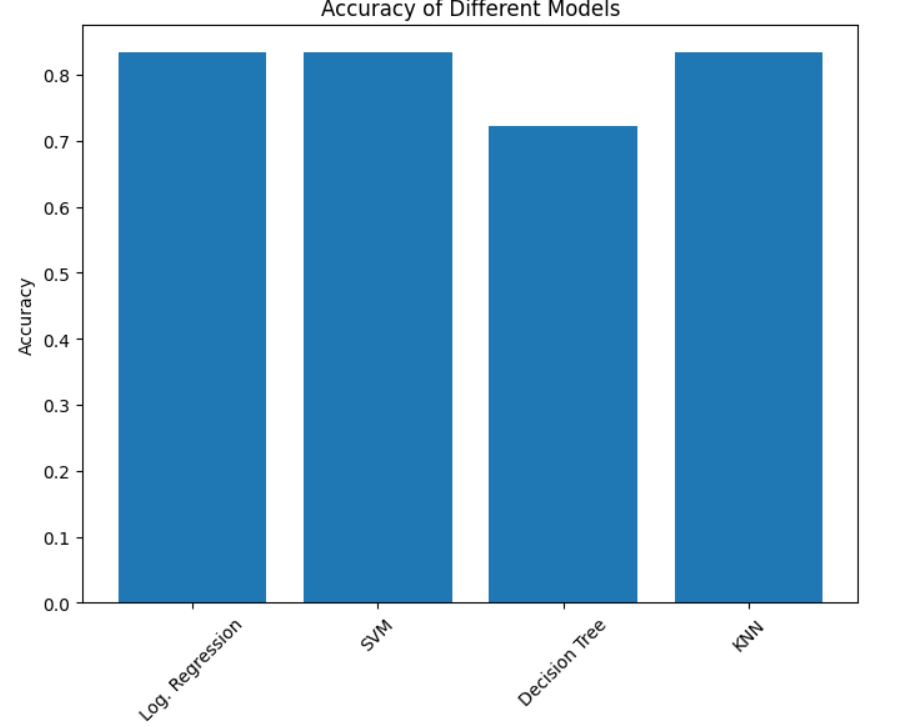 Accuracy of Different Models
Accuracy
0.8
0.7
0.6
0.5
0.4
0.3
0.2
0.1
0.0
Log. Regression
SVM
Decision Tree
KNN